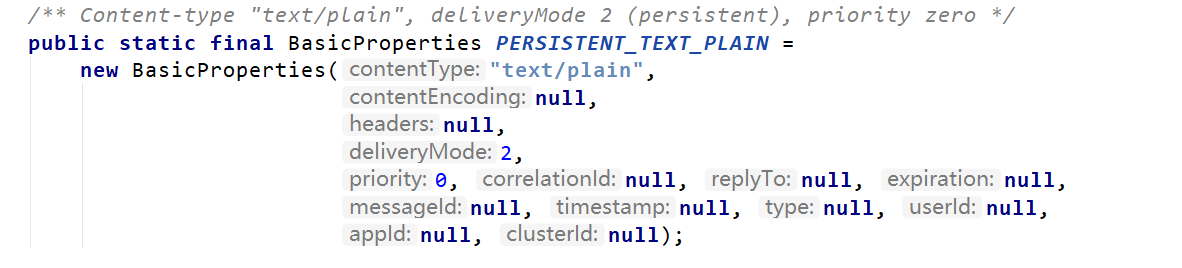 /** Content-type "text/plain", deliveryMode 2 (persistent), priority zero */
public static final BasicProperties PERSISTENT_TEXT_PLAIN =
new BasicProperties( contentType: "text/plain",
contentEncoding: null,
headers: null,
deliveryMode: 2,
priority: 0, correlationId: null, replyTo: null, expiration: null,
messageId: null, timestamp: null, type: null, userId: null,
appId: null, clusterId: null);